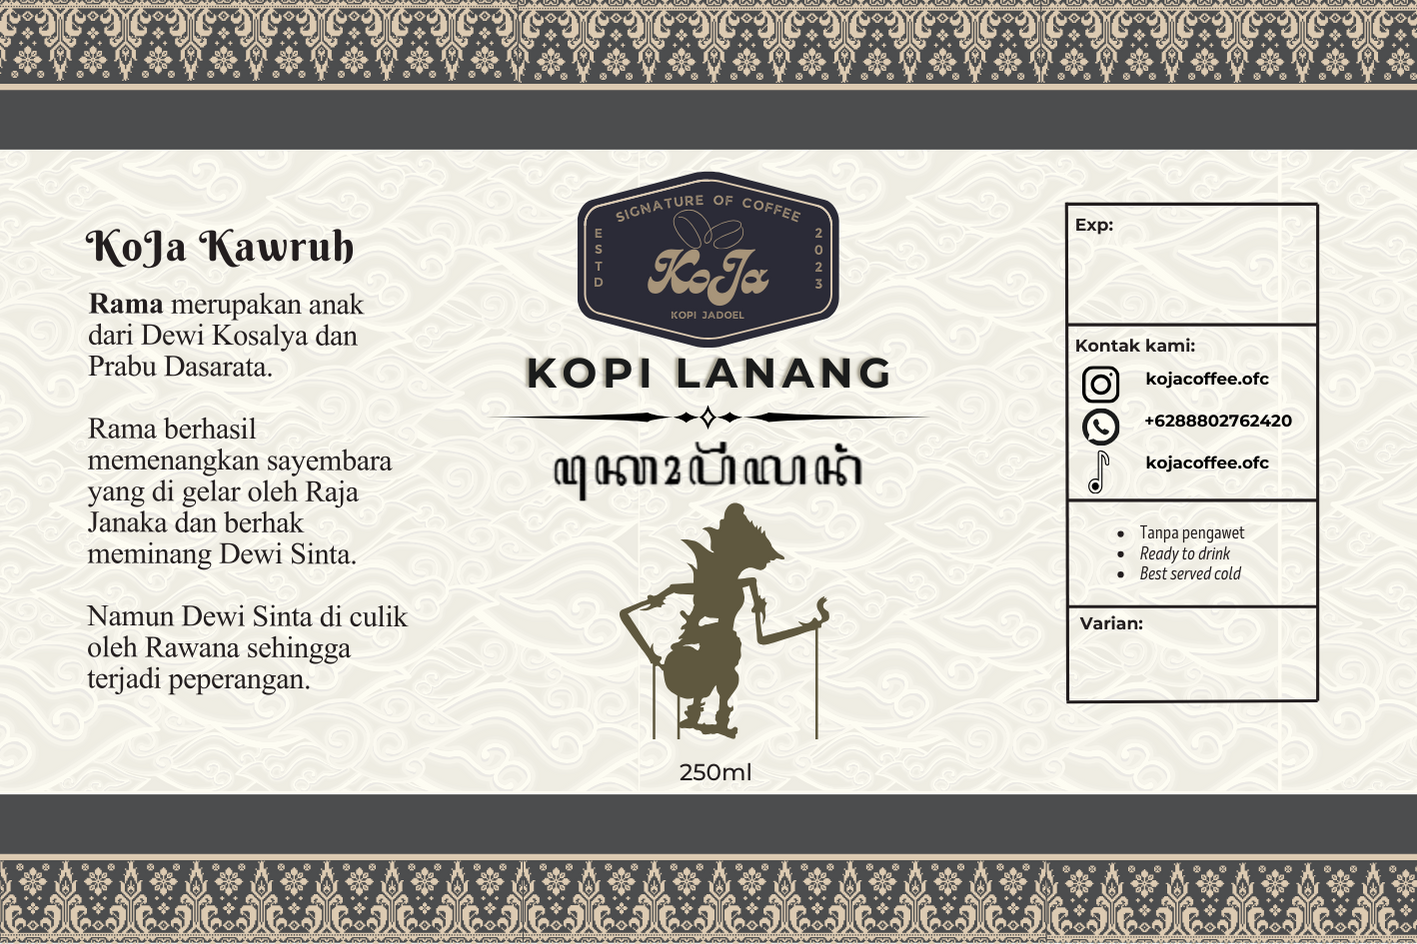 KoJa Kawruh
Rama merupakan anak
dari Dewi Kosalya dan
Prabu Dasarata.
Rama berhasil
memenangkan sayembara
yang di gelar oleh Raja
Janaka dan berhak
meminang Dewi Sinta.
Namun Dewi Sinta di culik
oleh Rawana sehingga
terjadi peperangan.
SIGNATURE OF COFFEE
ESTD
2023
KoJa
KOPI JADOEL
KOPI LANANG
250ml
Exp:
Kontak kami:
kojacoffee.ofc
+6288802762420
kojacoffee.ofc
• Tanpa pengawet
• Ready to drink
• Best served cold
Varian: